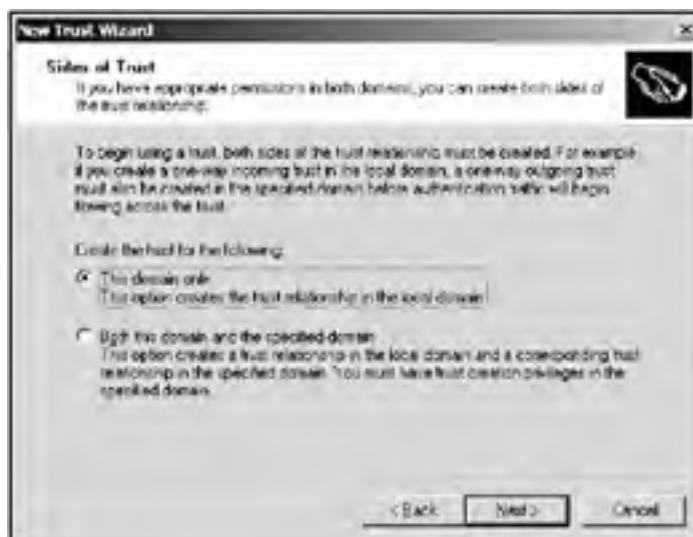 New Trust Wizard
Sides of Trust
If you have appropriate permissions in both domains, you can create both sides of
the trust relationship.
To begin using a trust, both sides of the trust relationship must be created. For example,
if you create a one-way incoming trust in the local domain, a one-way outgoing trust
must also be created in the specified domain before authentication traffic will begin
flowing across the trust.
Create the trust for the following:
This domain only
This option creates the trust relationship in the local domain.
Both this domain and the specified domain
This option creates a trust relationship in the local domain and a corresponding trust
relationship in the specified domain. You must have trust creation privileges in the
specified domain.
< Back
Next >
Cancel